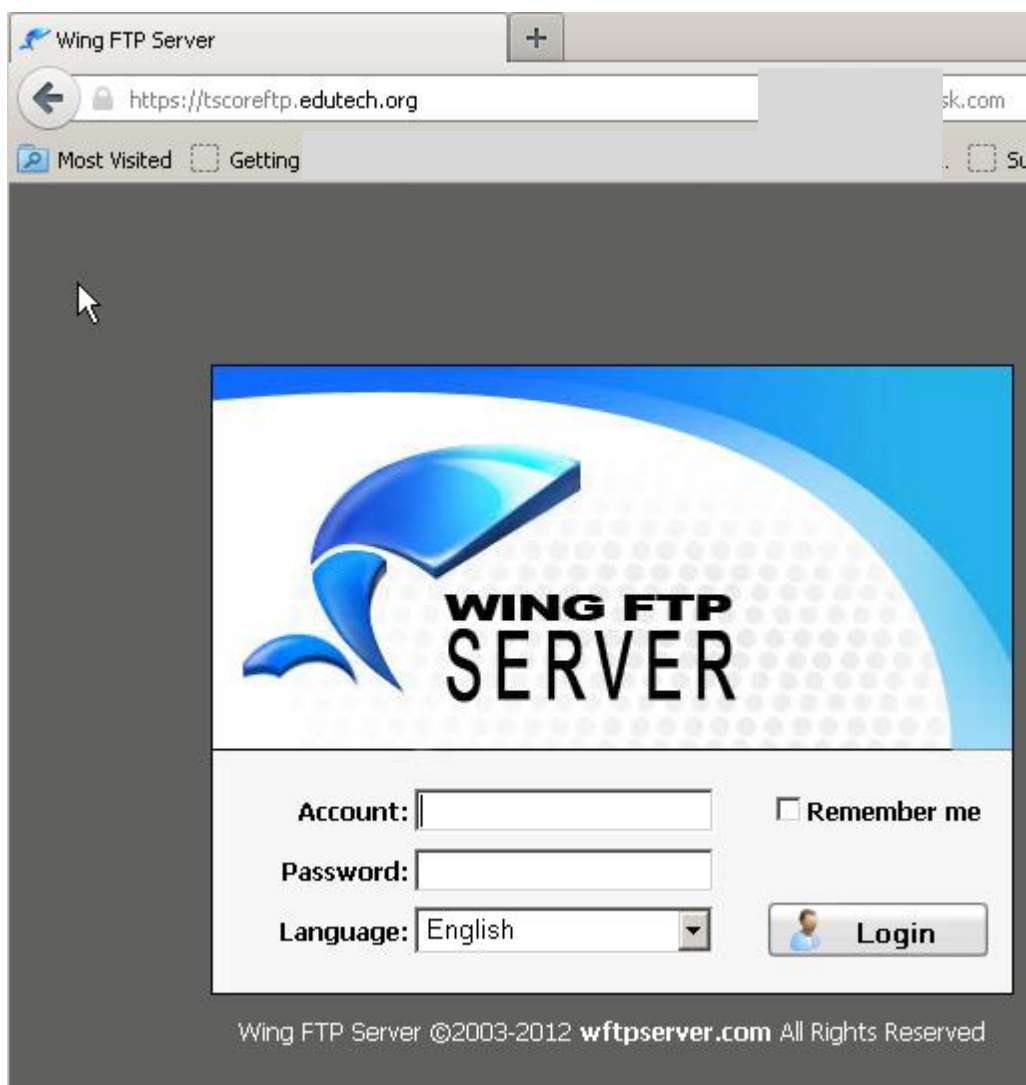 Wing FTP Server
https://tscoreftp.edutech.org sk.com
Most Visited Getting . Su
WING FTP
SERVER
Account: Remember me
Password:
Language: English Login
Wing FTP Server ©2003-2012 wftpserver.com All Rights Reserved